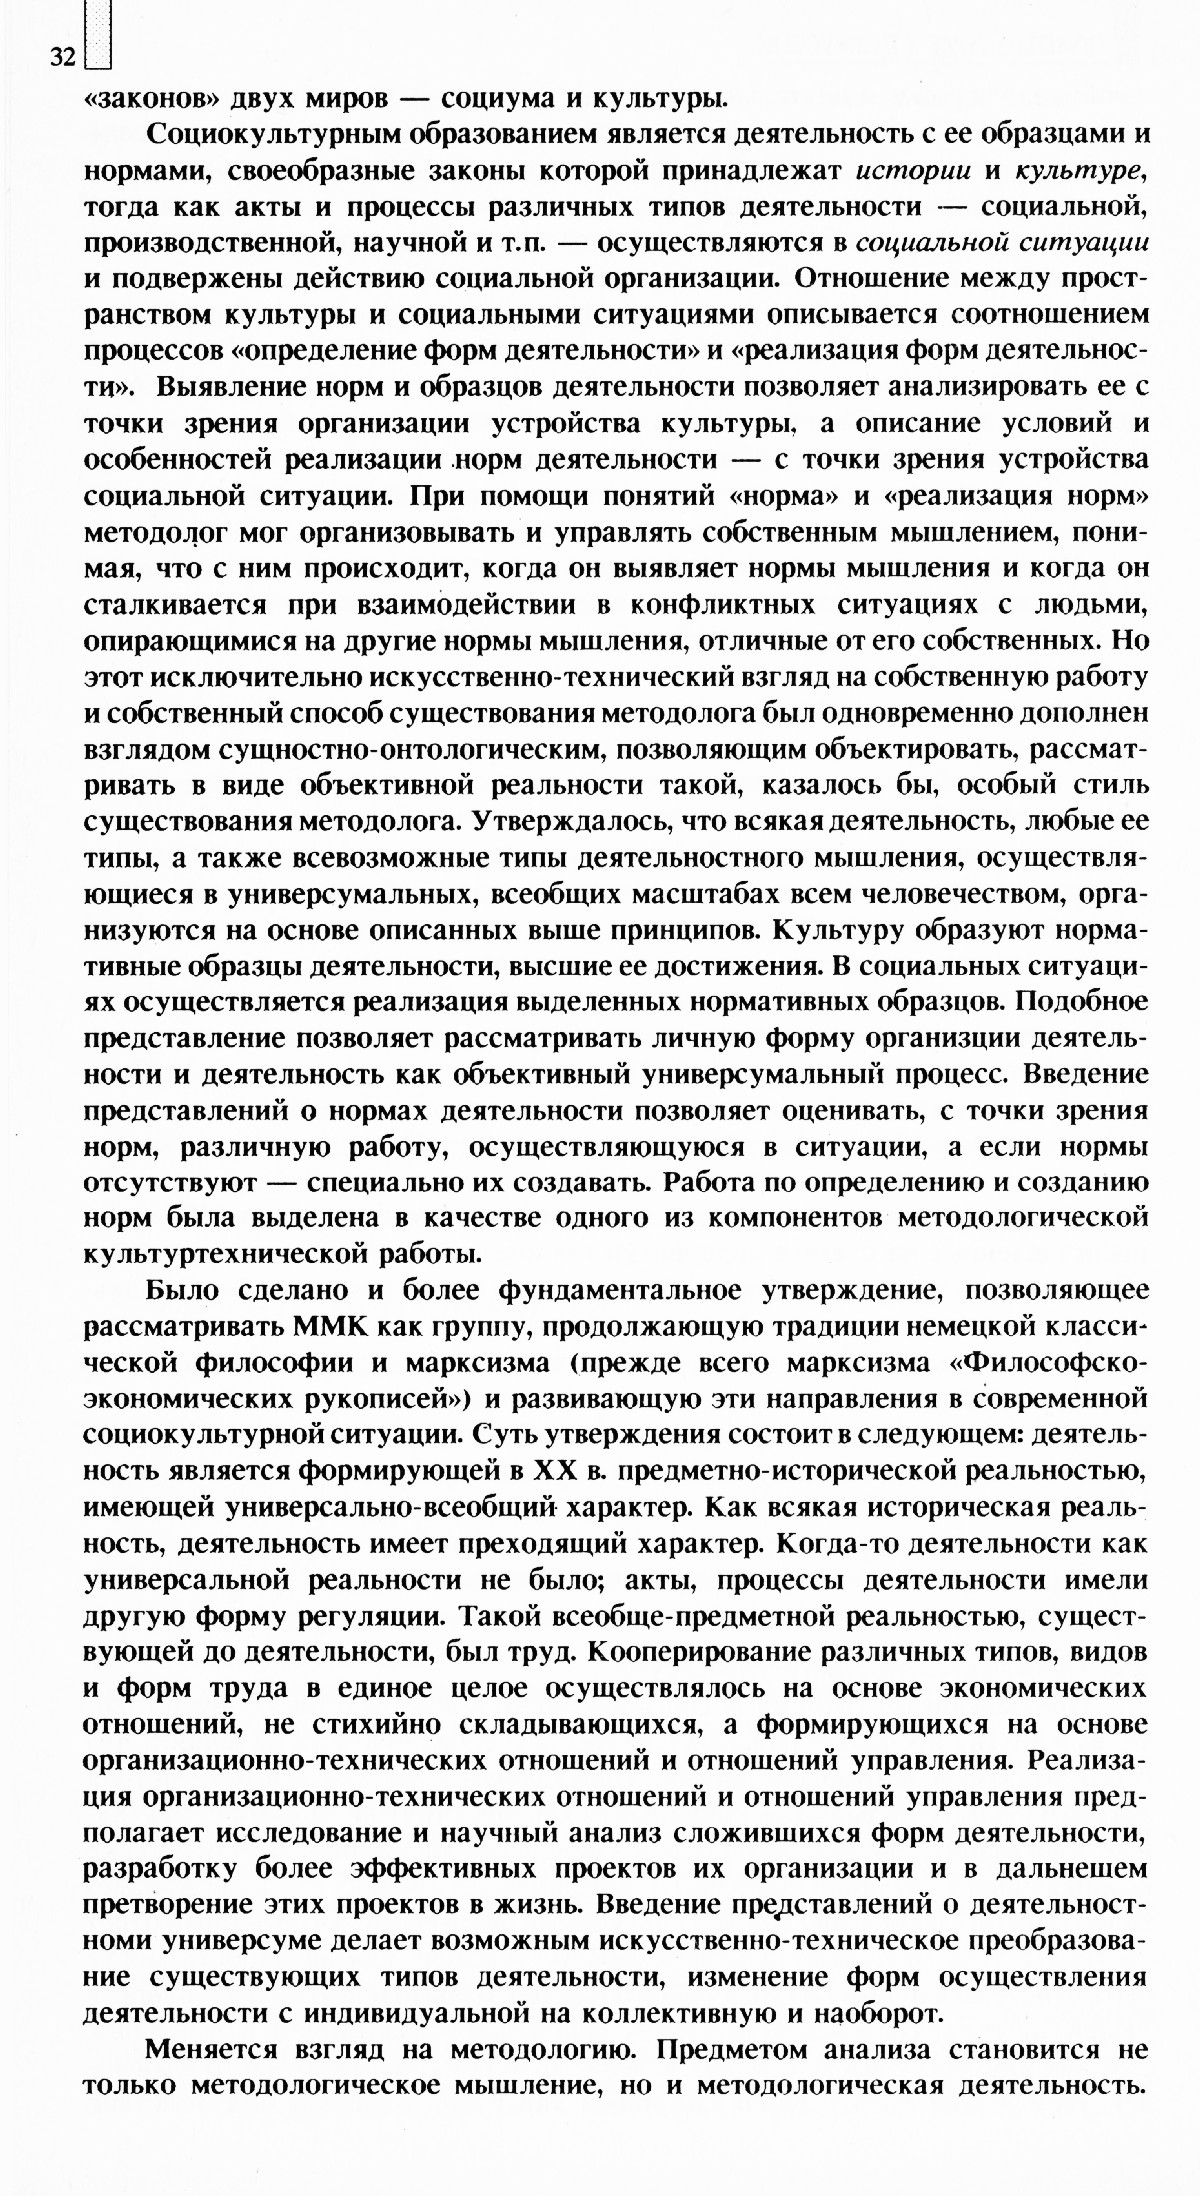 32
«законов» двух миров — социума и культуры.
Социокультурным образованием является деятельность с ее образцами и
нормами, своеобразные законы которой принадлежат истории и культуре,
тогда как акты и процессы различных типов деятельности — социальной,
производственной, научной и т.п. — осуществляются в социальной ситуации
и подвержены действию социальной организации. Отношение между прост-
ранством культуры и социальными ситуациями описывается соотношением
процессов «определение форм деятельности» и «реализация форм деятельнос-
ти». Выявление норм и образцов деятельности позволяет анализировать ее с
точки зрения организации устройства культуры, а описание условий и
особенностей реализации норм деятельности — с точки зрения устройства
социальной ситуации. При помощи понятий «норма» и «реализация норм»
методолог мог организовывать и управлять собственным мышлением, пони-
мая, что с ним происходит, когда он выявляет нормы мышления и когда он
сталкивается при взаимодействии в конфликтных ситуациях с людьми,
опирающимися на другие нормы мышления, отличные от его собственных. Но
этот исключительно искусственно-технический взгляд на собственную работу
и собственный способ существования методолога был одновременно дополнен
взглядом сущностно-онтологическим, позволяющим объектировать, рассмат-
ривать в виде объективной реальности такой, казалось бы, особый стиль
существования методолога. Утверждалось, что всякая деятельность, любые ее
типы, а также всевозможные типы деятельностного мышления, осуществля-
ющиеся в универсумальных, всеобщих масштабах всем человечеством, орга-
низуются на основе описанных выше принципов. Культуру образуют норма-
тивные образцы деятельности, высшие ее достижения. В социальных ситуаци-
ях осуществляется реализация выделенных нормативных образцов. Подобное
представление позволяет рассматривать личную форму организции деятель-
ности и деятельность как объективный универсумальный процесс. Введение
представлений о нормах деятельности позволяет оценивать, с точки зрения
норм, различную работу, осуществляющуюся в ситуации, а если нормы
отсутствуют — специально их создавать. Работа по определению и созданию
норм была выделена в качестве одного из компонентов методологической
культуртехнической работы.
Было сделано и более фундаментальное утверждение, позволяющее
рассматривать ММК как группу, продолжающую традиции немецкой класси-
ческой философии и марксизма (прежде всего марксизма «Философско-
экономических рукописей») и развивающую эти направления в современной
социокультурной ситуации. Суть утверждения состоит в следующем: деятель-
ность является формирующей в XX в. предметно-исторической реальностью,
имеющей универсально-всеобщий характер. Как всякая историческая реаль-
ность, деятельность имеет преходящий характер. Когда-то деятельности как
универсальной реальности не было; акты, процессы деятельности имели
другую форму регуляции. Такой всеобще-предметной реальностью, сущест-
вующей до деятельности, был труд. Кооперирование различных типов, видов
и форм труда в единое целое осуществлялось на основе экономических
отношений, не стихийно складывающихся, а формирующихся на основе
организационно-технических отношений и отношений управления. Реализа-
ция организационно-технических отношений и отношений управления пред-
полагает исследование и научный анализ сложившихся форм деятельности,
разработку более эффективных проектов их организации и в дальнешем
претворение этих проектов в жизнь. Введение представлений о деятельност-
номи универсуме делает возможным искусственно-техническое преобразова-
ние существующих типов деятельности, изменение форм осуществления
деятельности с индивидуальной на коллективную и наоборот.
Меняется взгляд на методологию. Предметом анализа становится не
только методологическое мышление, но и методологическая деятельность.